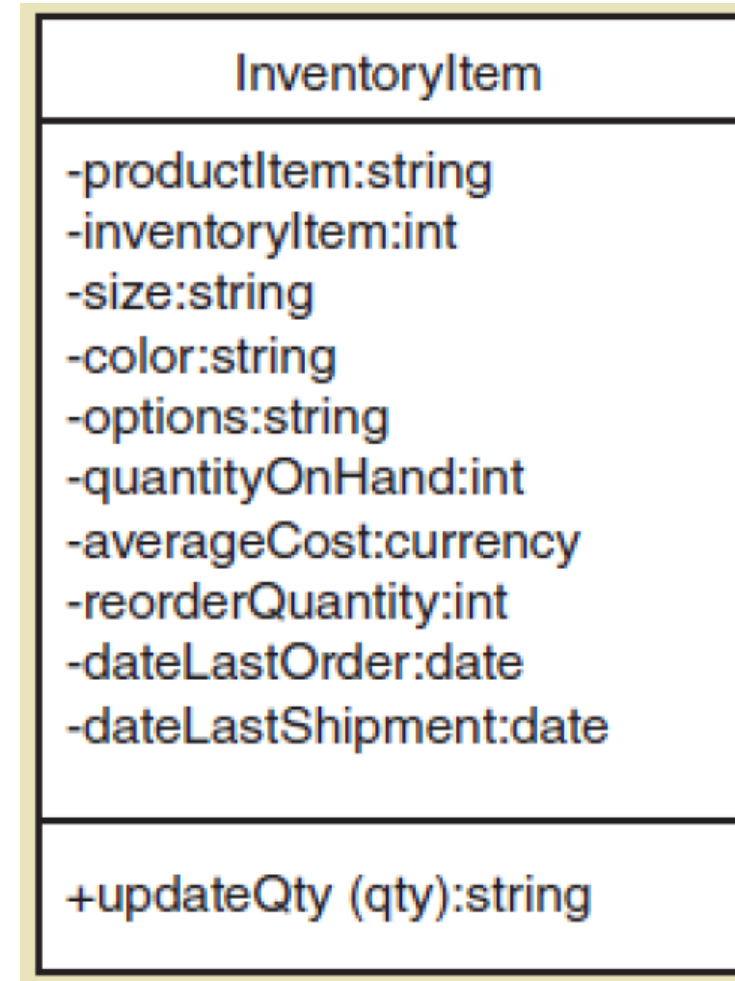 InventoryItem
-productItem:string
-inventoryItem:int
-size:string
-color:string
-options:string
-quantityOnHand:int
-averageCost:currency
-reorderQuantity:int
-dateLastOrder:date
-dateLastShipment:date
+updateQty (qty):string